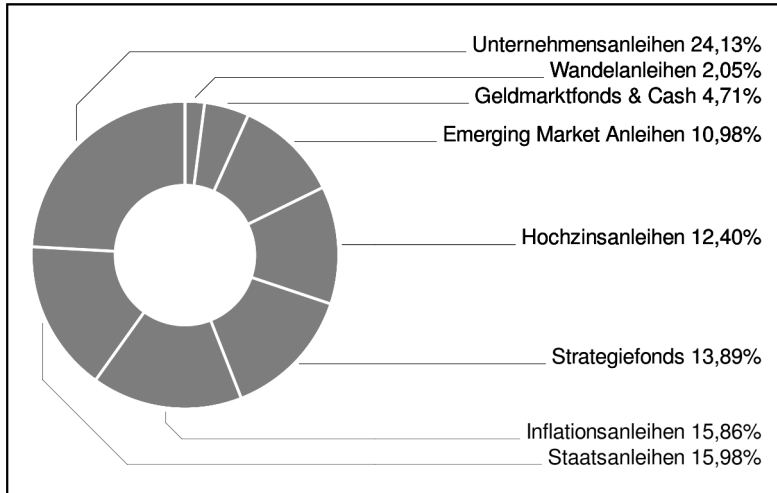 Unternehmensanleihen 24,13%
Wandelanleihen 2,05%
Geldmarktfonds & Cash 4,71%
Emerging Market Anleihen 10,98%
Hochzinsanleihen 12,40%
Strategiefonds 13,89%
Inflationsanleihen 15,86%
Staatsanleihen 15,98%